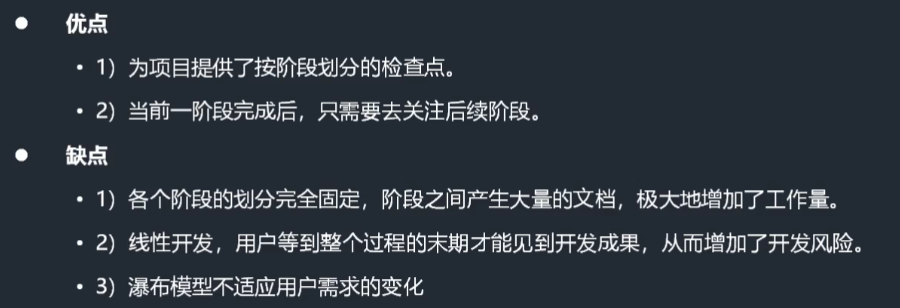 ● 优点
• 1）为项目提供了按阶段划分的检查点。
• 2）当前一阶段完成后，只需要去关注后续阶段。
● 缺点
• 1）各个阶段的划分完全固定，阶段之间产生大量的文档，极大地增加了工作量。
• 2）线性开发，用户等到整个过程的末期才能见到开发成果，从而增加了开发风险。
• 3）瀑布模型不适应用户需求的变化